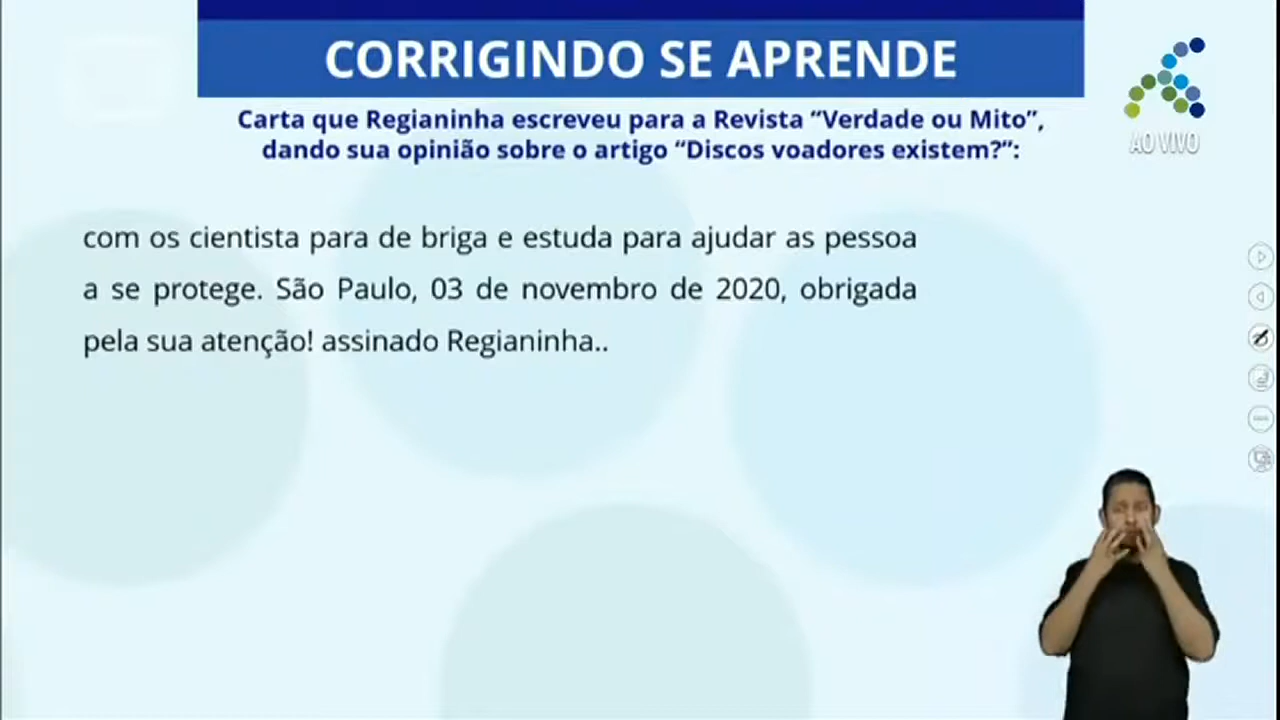 CORRIGINDO SE APRENDE
Carta que Regianinha escreveu para a Revista “Verdade ou Mito”,
dando sua opinião sobre o artigo “Discos voadores existem?”:
AO VIVO
com os cientista para de briga e estuda para ajudar as pessoa
a se protege. São Paulo, 03 de novembro de 2020, obrigada
pela sua atenção! assinado Regianinha..